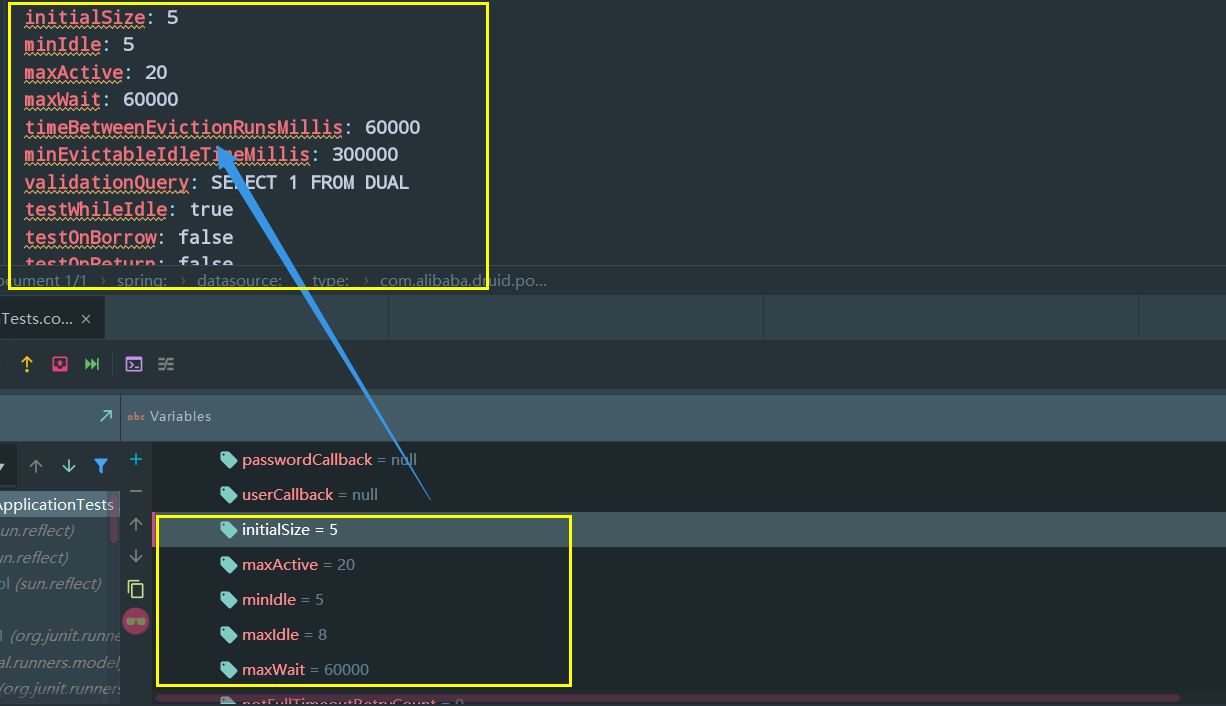 initialSize: 5
minIdle: 5
maxActive: 20
maxWait: 60000
timeBetweenEvictionRunsMillis: 60000
minEvictableIdleTimeMillis: 300000
validationQuery: SELECT 1 FROM DUAL
testWhileIdle: true
testOnBorrow: false
testOnReturn: false
ocument 1/1 › spring: › datasource: › type: › com.alibaba.druid.po...
Tests.co... ×
abc Variables
passwordCallback = null
userCallback = null
ApplicationTests
initialSize = 5
un.reflect)
n.reflect)
maxActive = 20
ol (sun.reflect)
minIdle = 5
(org.junit.runne
maxIdle = 8
al.runners.model
maxWait = 60000
(org.junit.runners
notFullTimeoutRetryCount = 0